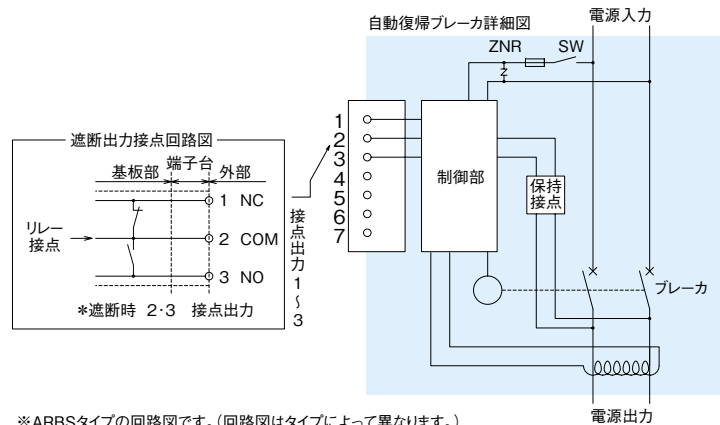 自動復帰ブレーカ詳細図
電源入力
ZNR
SW
Z
1
2
3
4
5
6
7
制御部
保持接点
ブレーカ
電源出力
接点出力1~3
遮断出力接点回路図
基板部
端子台
外部
1 NC
リレー接点
2 COM
3 NO
*遮断時 2・3 接点出力
※ARBSタイプの回路図です。(回路図はタイプによって異なります。)